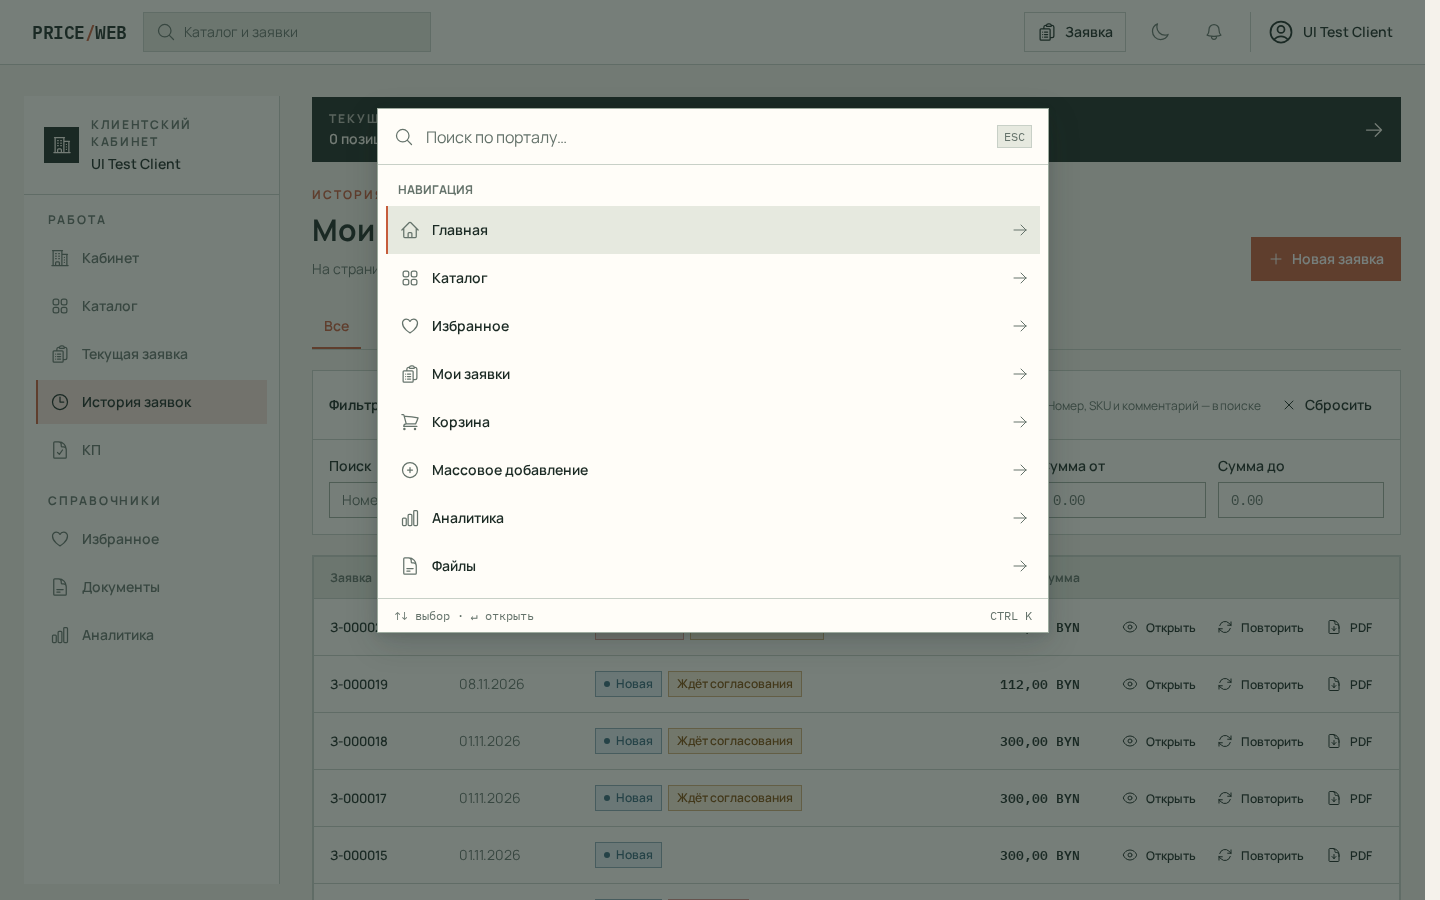 PRICE/WEB
Каталог и заявки
Заявка
UI Test Client
КЛИЕНТСКИЙ
КАБИНЕТ
UI Test Client
РАБОТА
Кабинет
Каталог
Текущая заявка
История заявок
КП
СПРАВОЧНИКИ
Избранное
Документы
Аналитика
0
Мои
Новая заявка
Все
Номер, SKU и комментарий — в поиске
Сбросить
Поиск
Сумма до
0.00
0.00
Заявка
Поиск по порталу...
ESC
НАВИГАЦИЯ
Главная
Каталог
Избранное
Мои заявки
Корзина
Массовое добавление
Аналитика
Файлы
↑↓ выбор · ↵ открыть
CTRL K
BYN Открыть Повторить PDF
З-000019 08.11.2026 Новая Ждёт согласования 112,00 BYN Открыть Повторить PDF
З-000018 01.11.2026 Новая Ждёт согласования 300,00 BYN Открыть Повторить PDF
З-000017 01.11.2026 Новая Ждёт согласования 300,00 BYN Открыть Повторить PDF
З-000015 01.11.2026 Новая 300,00 BYN Открыть Повторить PDF